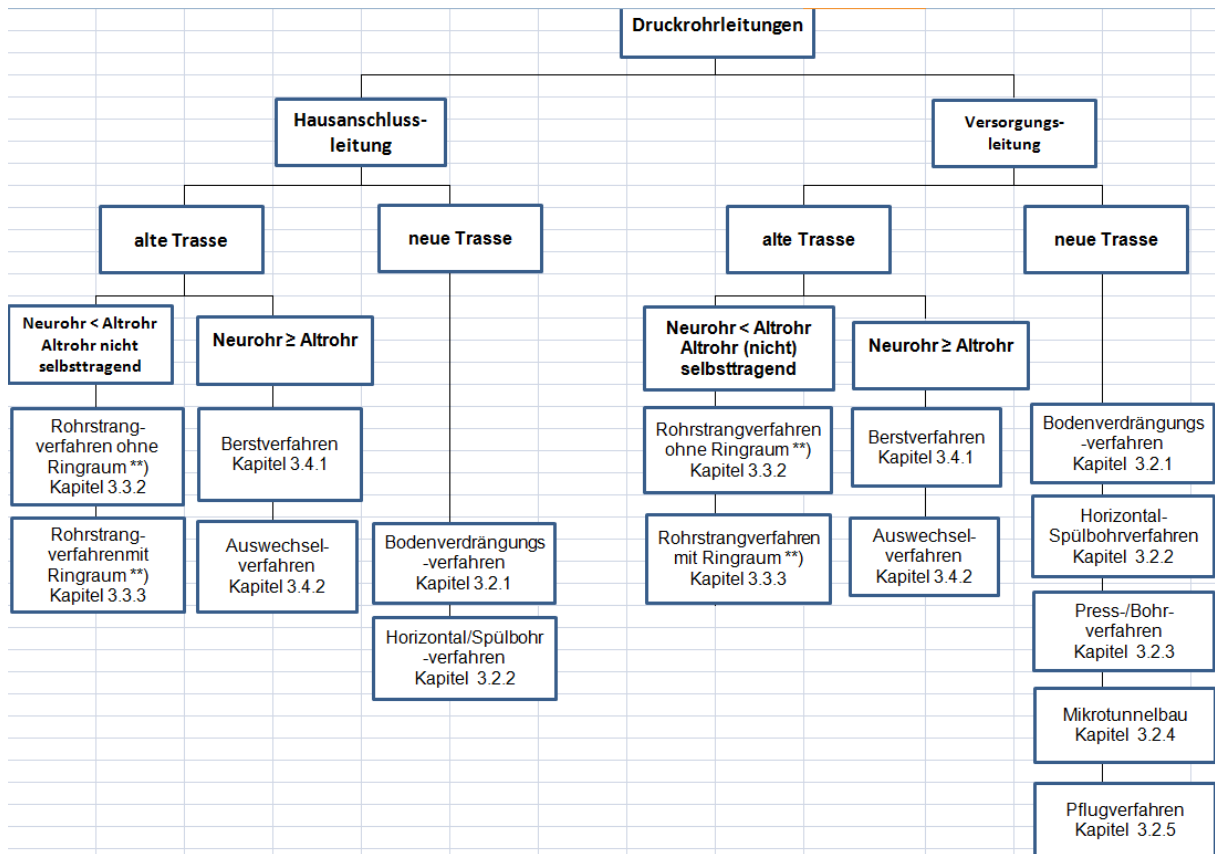 Druckrohrleitungen
Hausanschluss-
leitung
Versorgungs-
leitung
alte Trasse
neue Trasse
alte Trasse
neue Trasse
Neurohr < Altrohr
Altrohr nicht
selbsttragend
Neurohr ≥ Altrohr
Neurohr < Altrohr
Altrohr (nicht)
selbsttragend
Neurohr ≥ Altrohr
Rohrstrang-
verfahren ohne
Ringraum **)
Kapitel 3.3.2
Rohrstrang-
verfahrenmit
Ringraum **)
Kapitel 3.3.3
Berstverfahren
Kapitel 3.4.1
Auswechsel-
verfahren
Kapitel 3.4.2
Bodenverdrängungs
-verfahren
Kapitel 3.2.1
Horizontal/Spülbohr
-verfahren
Kapitel 3.2.2
Rohrstrangverfahren
ohne Ringraum **)
Kapitel 3.3.2
Rohrstrangverfahren
mit Ringraum **)
Kapitel 3.3.3
Berstverfahren
Kapitel 3.4.1
Auswechsel-
verfahren
Kapitel 3.4.2
Bodenverdrängungs
-verfahren
Kapitel 3.2.1
Horizontal-
Spülbohrverfahren
Kapitel 3.2.2
Press-/Bohr-
verfahren
Kapitel 3.2.3
Mikrotunnelbau
Kapitel 3.2.4
Pflugverfahren
Kapitel 3.2.5